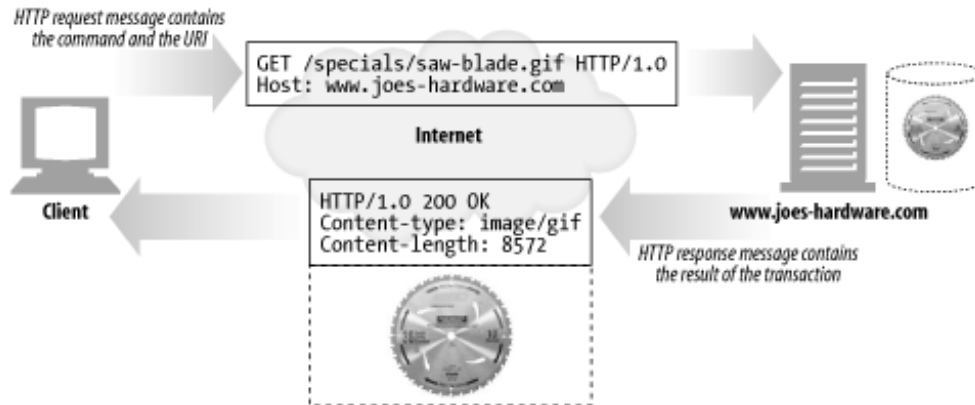 HTTP request message contains
the command and the URI
GET /specials/saw-blade.gif HTTP/1.0
Host: www.joes-hardware.com
Internet
Client
HTTP/1.0 200 OK
Content-type: image/gif
Content-length: 8572
www.joes-hardware.com
HTTP response message contains
the result of the transaction